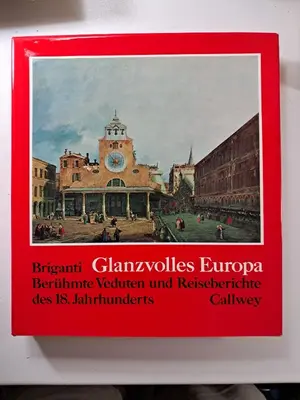 Briganti Glanzvolles Europa
Berühmte Veduten und Reiseberichte
des 18. Jahrhunderts Callwey